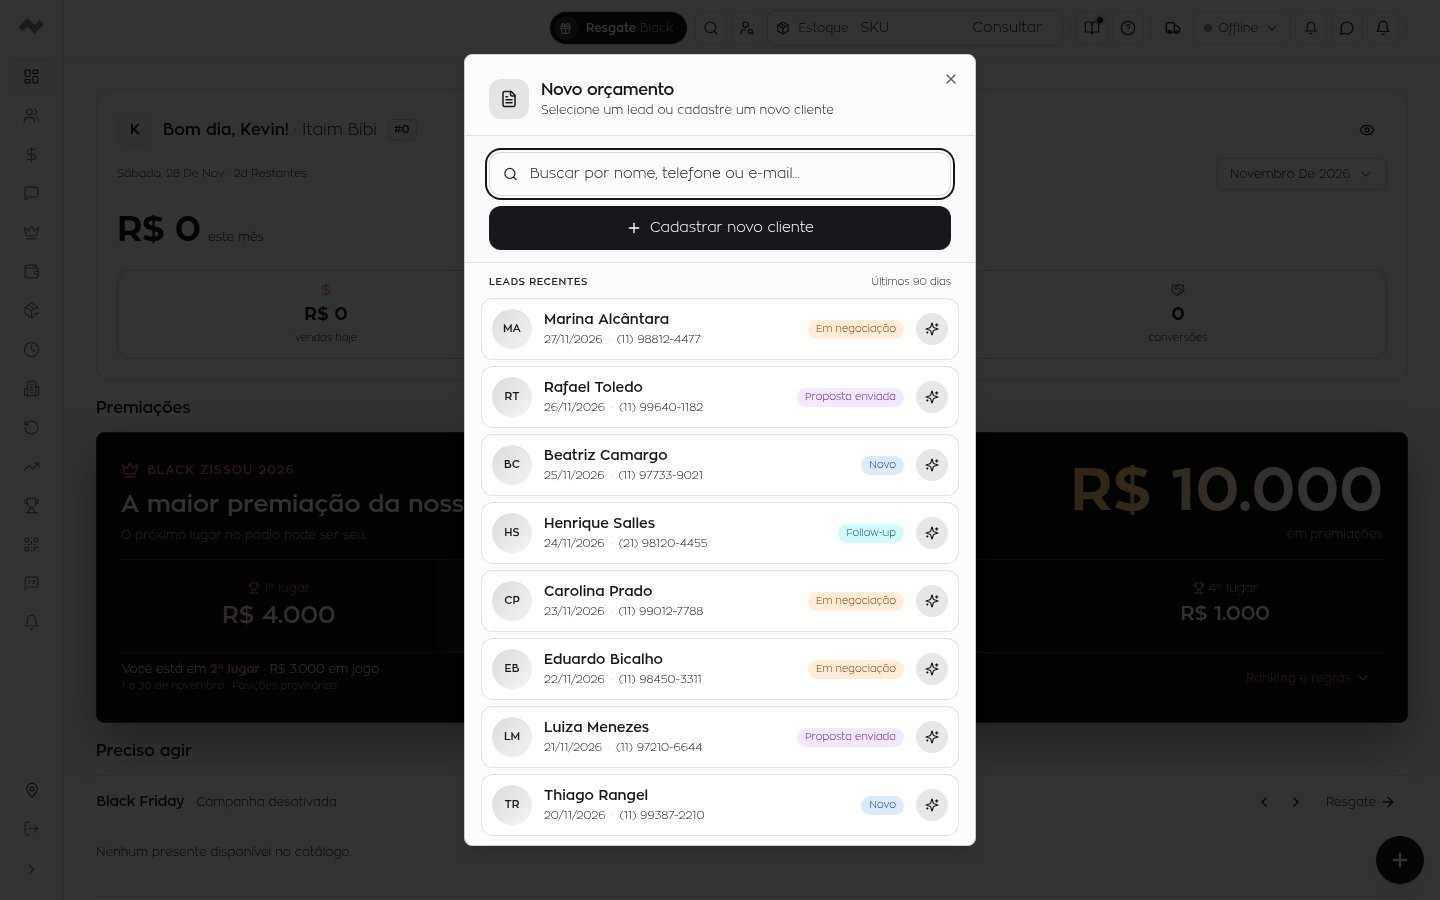 Resgate Black
Estoque SKU Consultar
Offline
K Bom dia, Kevin! · Itaim Bibi #0
Sábado, 28 De Nov · 2d Restantes
Novembro De 2026
R$ 0 este mês
R$ 0
vendas hoje
0
conversões
Premiações
BLACK ZISSOU 2026
A maior premiação da noss
O próximo lugar no pódio pode ser seu.
R$ 10.000
em premiações
1º lugar
R$ 4.000
4º lugar
R$ 1.000
Você está em 2º lugar · R$ 3.000 em jogo
1 a 30 de novembro · Posições provisórias
Ranking e regras
Preciso agir
Black Friday Campanha desativada
Resgate
Nenhum presente disponível no catálogo.
Novo orçamento
Selecione um lead ou cadastre um novo cliente
Buscar por nome, telefone ou e-mail...
Cadastrar novo cliente
LEADS RECENTES Últimos 90 dias
MA Marina Alcântara
27/11/2026 · (11) 98812-4477
Em negociação
RT Rafael Toledo
26/11/2026 · (11) 99640-1182
Proposta enviada
BC Beatriz Camargo
25/11/2026 · (11) 97733-9021
Novo
HS Henrique Salles
24/11/2026 · (21) 98120-4455
Follow-up
CP Carolina Prado
23/11/2026 · (11) 99012-7788
Em negociação
EB Eduardo Bicalho
22/11/2026 · (11) 98450-3311
Em negociação
LM Luiza Menezes
21/11/2026 · (11) 97210-6644
Proposta enviada
TR Thiago Rangel
20/11/2026 · (11) 99387-2210
Novo